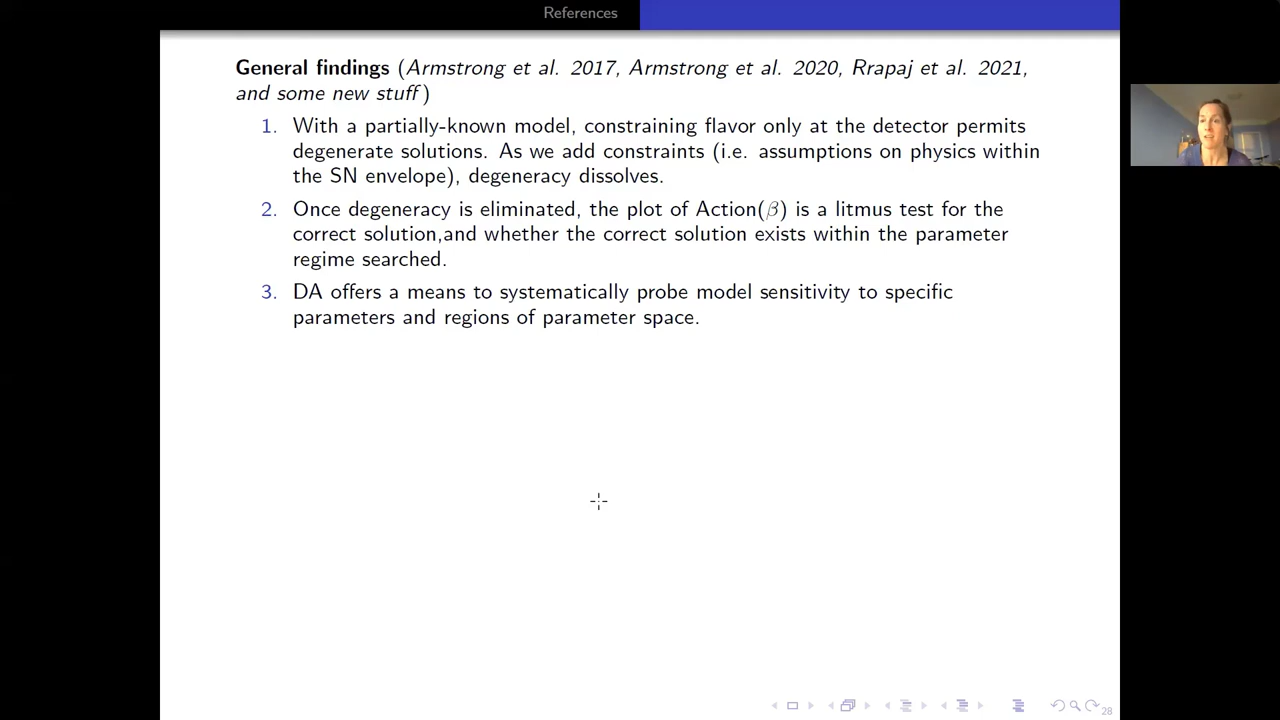 References
General findings (Armstrong et al. 2017, Armstrong et al. 2020, Rrapaj et al. 2021,
and some new stuff)
1. With a partially-known model, constraining flavor only at the detector permits
degenerate solutions. As we add constraints (i.e. assumptions on physics within
the SN envelope), degeneracy dissolves.
2. Once degeneracy is eliminated, the plot of Action(β) is a litmus test for the
correct solution,and whether the correct solution exists within the parameter
regime searched.
3. DA offers a means to systematically probe model sensitivity to specific
parameters and regions of parameter space.
28